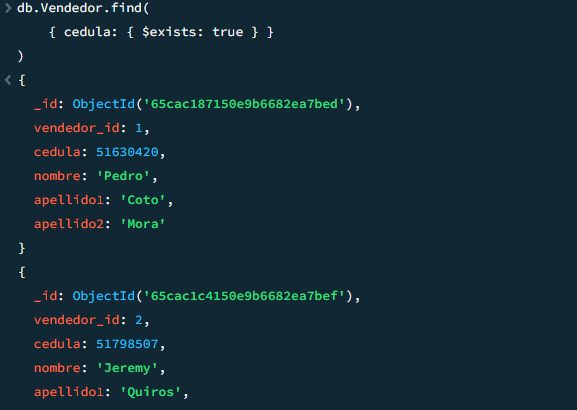 > db.Vendedor.find(
{ cedula: { $exists: true } }
)
< {
_id: ObjectId('65cac187150e9b6682ea7bed'),
vendedor_id: 1,
cedula: 51630420,
nombre: 'Pedro',
apellido1: 'Coto',
apellido2: 'Mora'
}
{
_id: ObjectId('65cac1c4150e9b6682ea7bef'),
vendedor_id: 2,
cedula: 51798507,
nombre: 'Jeremy',
apellido1: 'Quiros',